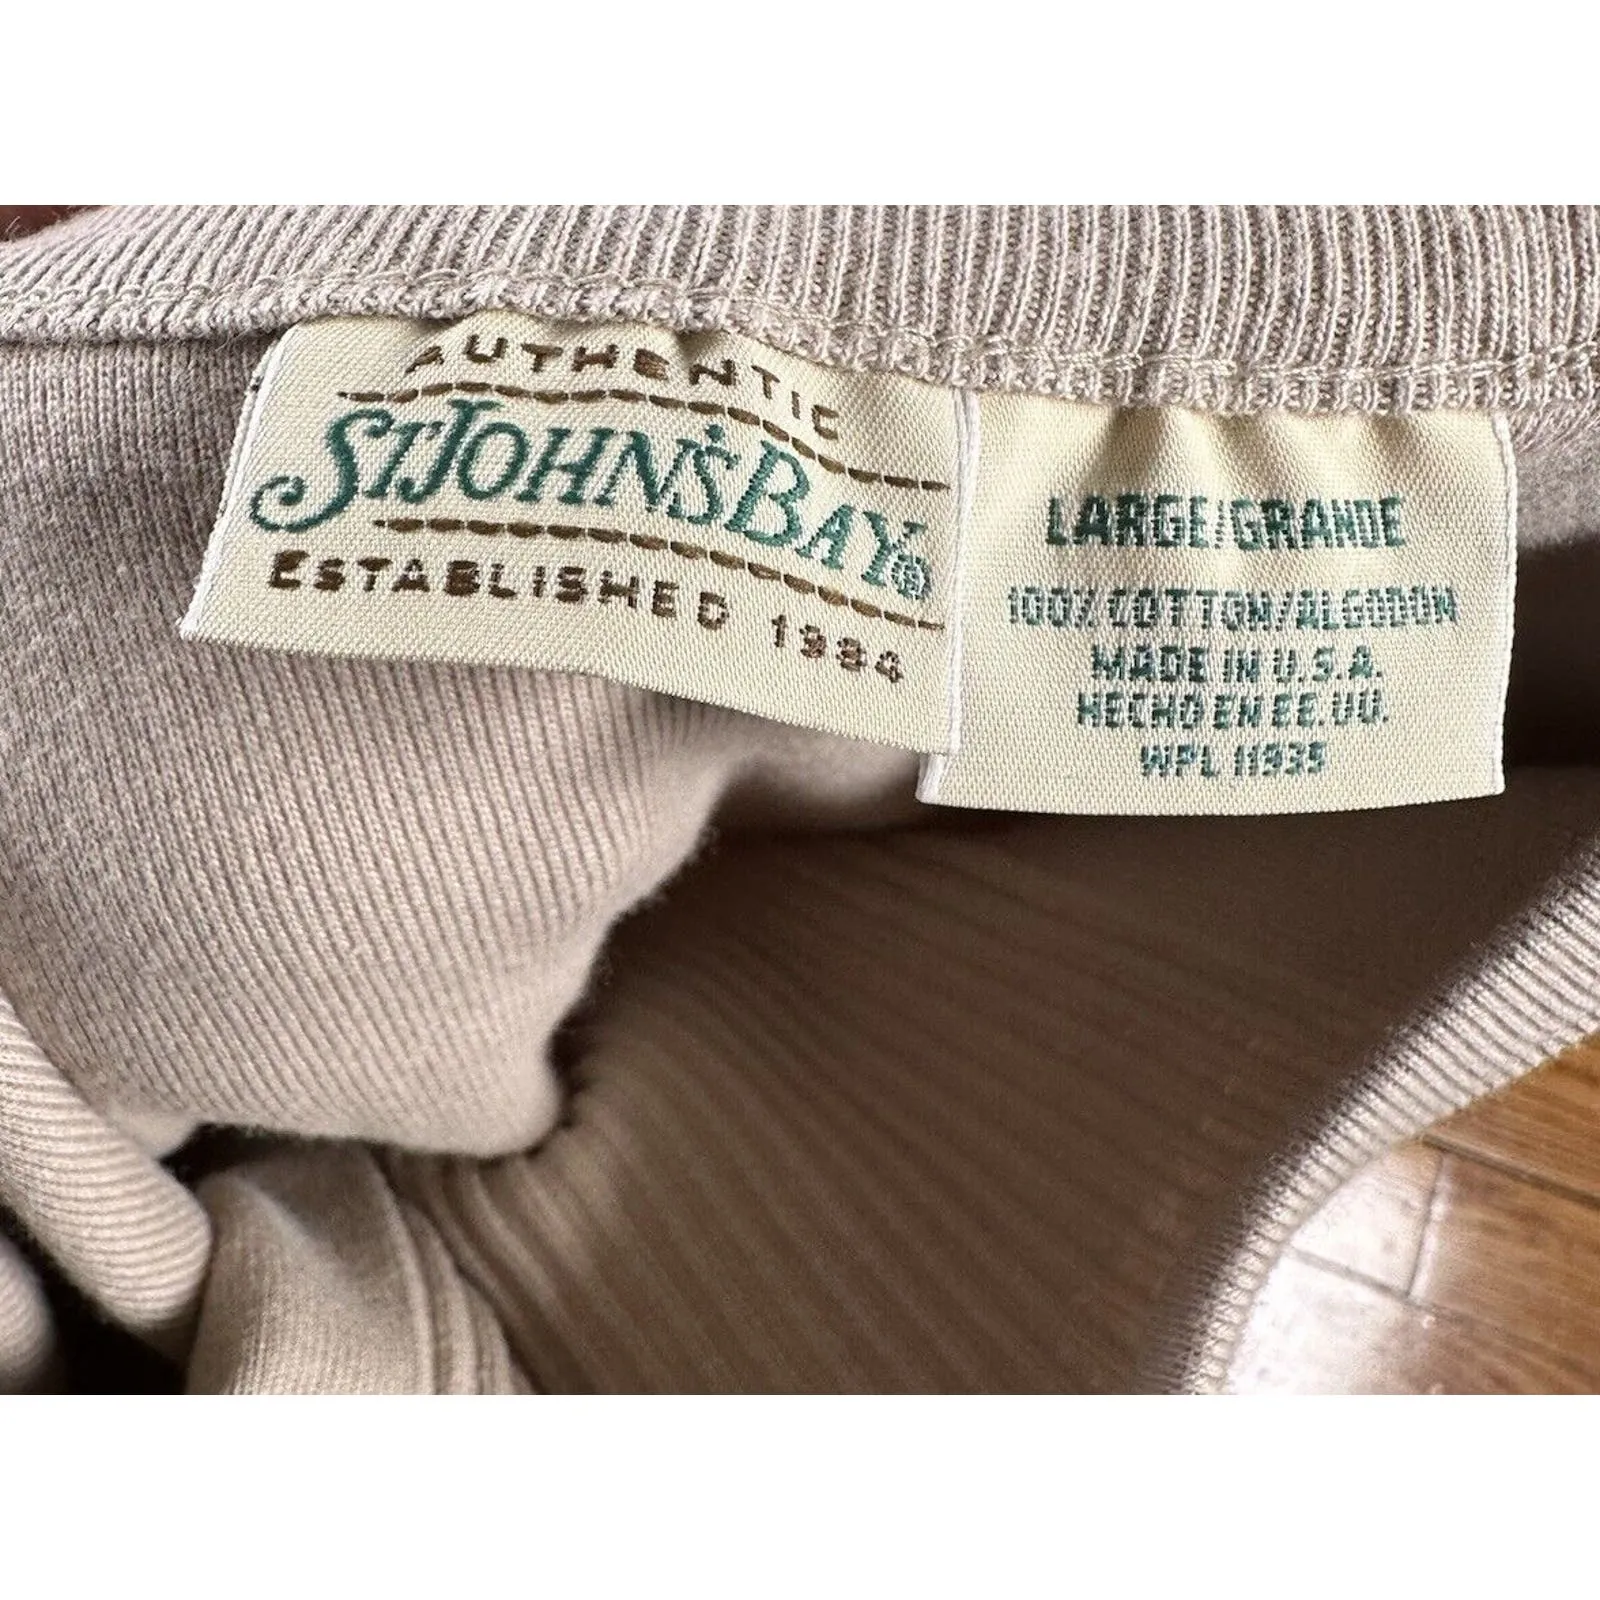 AUTHENTIC
ST.JOHN'S BAY®
ESTABLISHED 1984
LARGE/GRANDE
100% COTTON/ALGODON
MADE IN U.S.A.
HECHO EN EE.UU.
WPL 11935